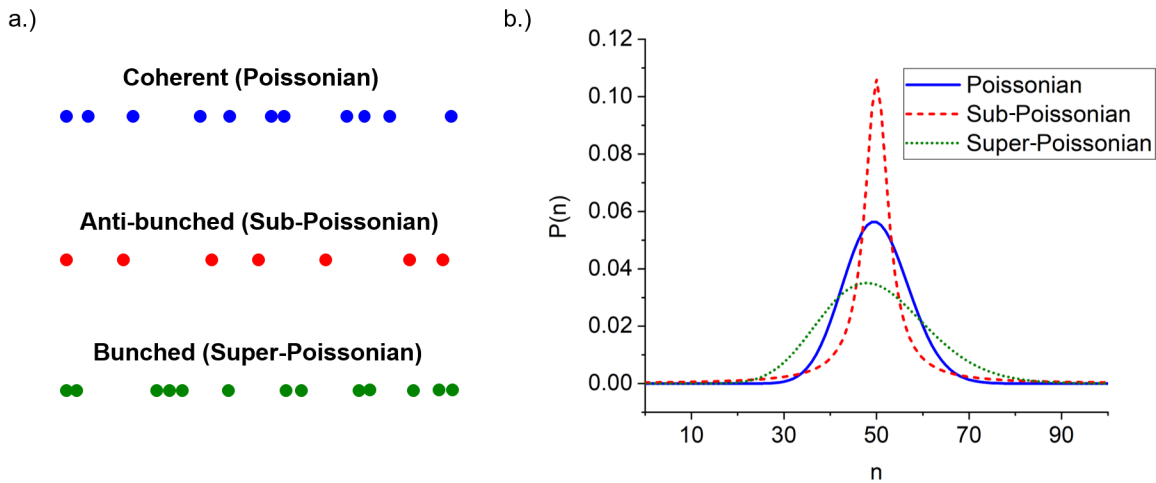 a.)
Coherent (Poissonian)
Anti-bunched (Sub-Poissonian)
Bunched (Super-Poissonian)
b.)
0.12
0.10
0.08
0.06
0.04
0.02
0.00
P(n)
10 30 50 70 90
n
Poissonian
Sub-Poissonian
Super-Poissonian